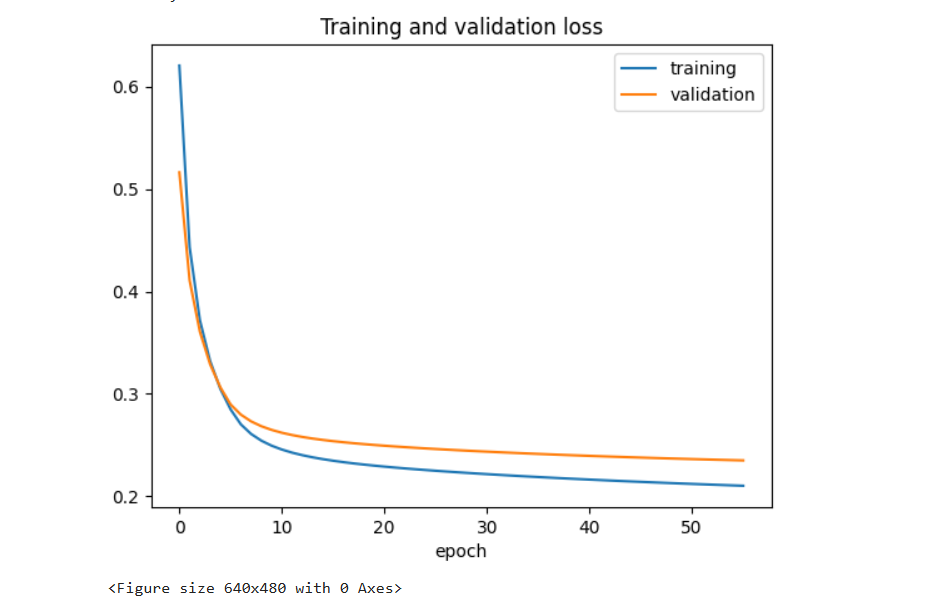 Training and validation loss
training
validation
0.6
0.5
0.4
0.3
0.2
0 10 20 30 40 50
epoch
<Figure size 640x480 with 0 Axes>